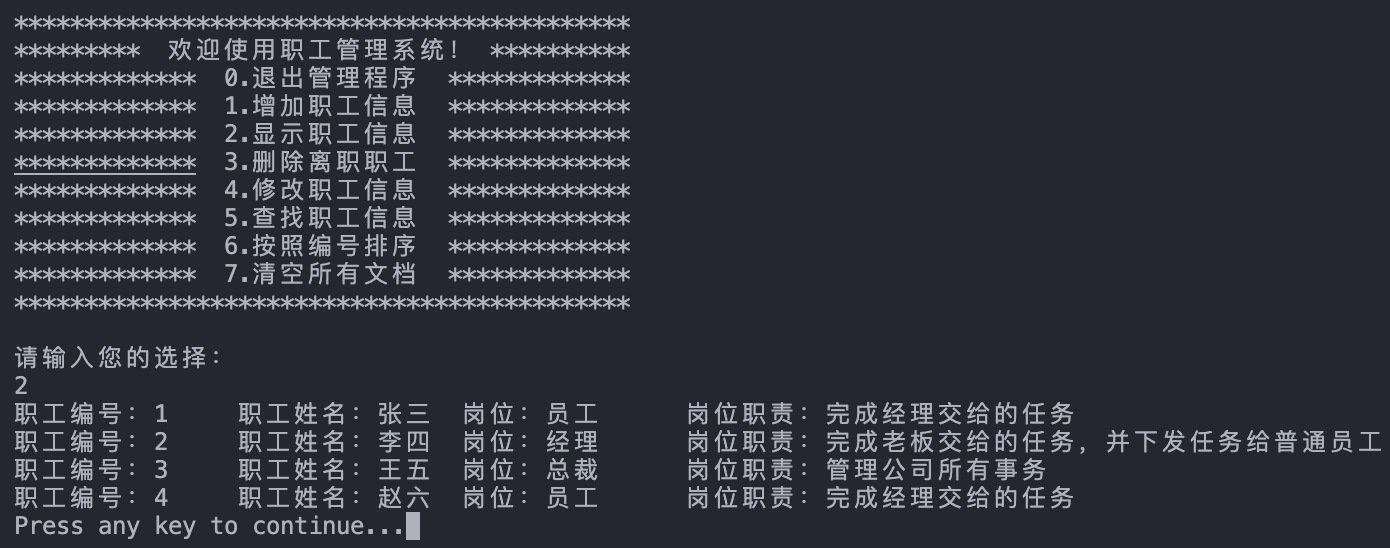 ********************************************
*********  欢迎使用职工管理系统！ **********
*************  0.退出管理程序  *************
*************  1.增加职工信息  *************
*************  2.显示职工信息  *************
*************  3.删除离职职工  *************
*************  4.修改职工信息  *************
*************  5.查找职工信息  *************
*************  6.按照编号排序  *************
*************  7.清空所有文档  *************
********************************************
请输入您的选择：
2
职工编号：1 职工姓名：张三 岗位：员工 岗位职责：完成经理交给的任务
职工编号：2 职工姓名：李四 岗位：经理 岗位职责：完成老板交给的任务，并下发任务给普通员工
职工编号：3 职工姓名：王五 岗位：总裁 岗位职责：管理公司所有事务
职工编号：4 职工姓名：赵六 岗位：员工 岗位职责：完成经理交给的任务
Press any key to continue...